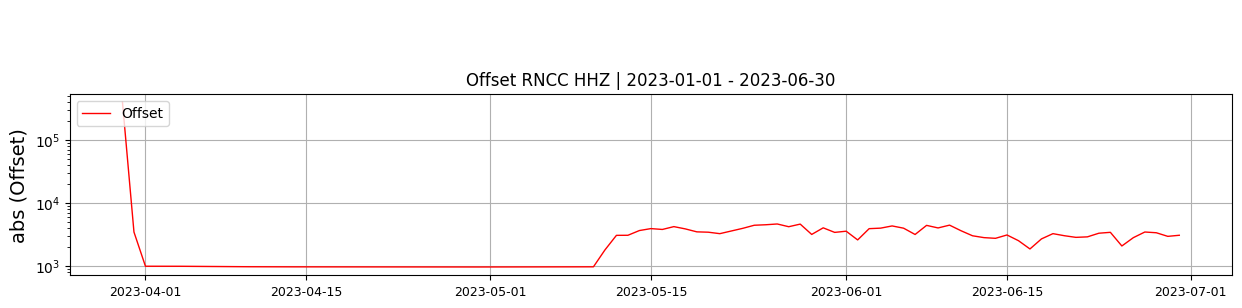 Offset RNCC HHZ | 2023-01-01 - 2023-06-30
Offset
abs (Offset)
10^5
10^4
10^3
2023-04-01 2023-04-15 2023-05-01 2023-05-15 2023-06-01 2023-06-15 2023-07-01